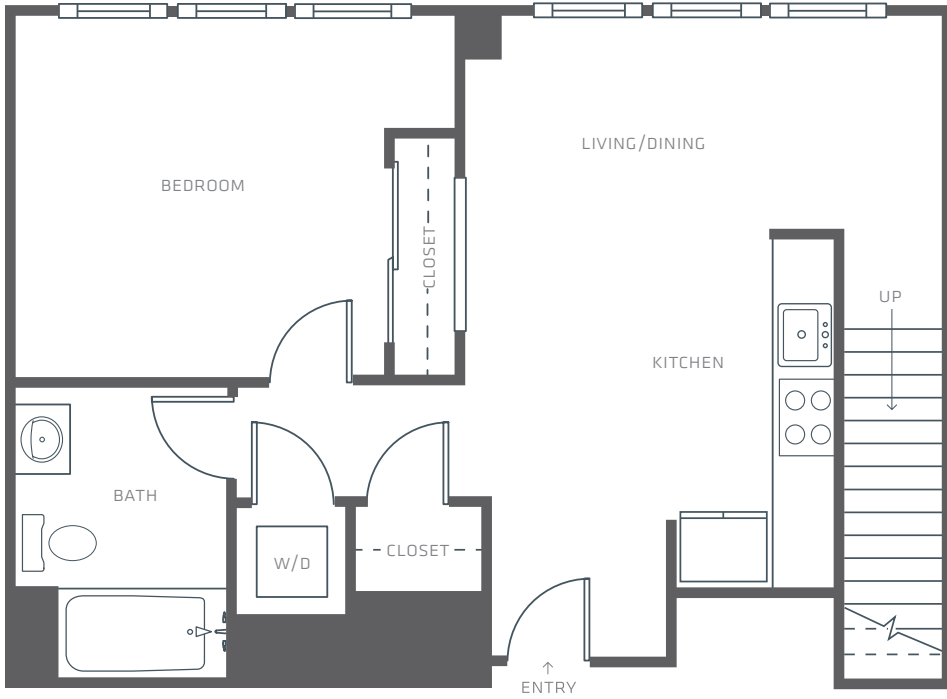 LIVING/DINING
BEDROOM
CLOSET
UP
KITCHEN
BATH
CLOSET
W/D
ENTRY